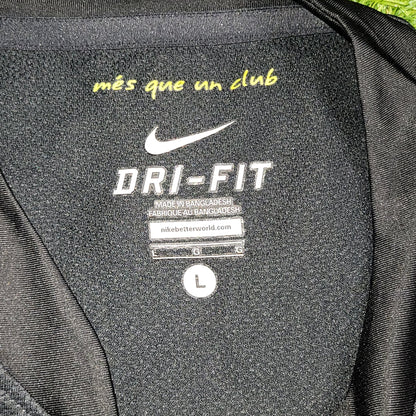 més que un club
DRI-FIT
MADE IN BANGLADESH
FABRIQUÉ AU BANGLADESH
nikebetterworld.com
L